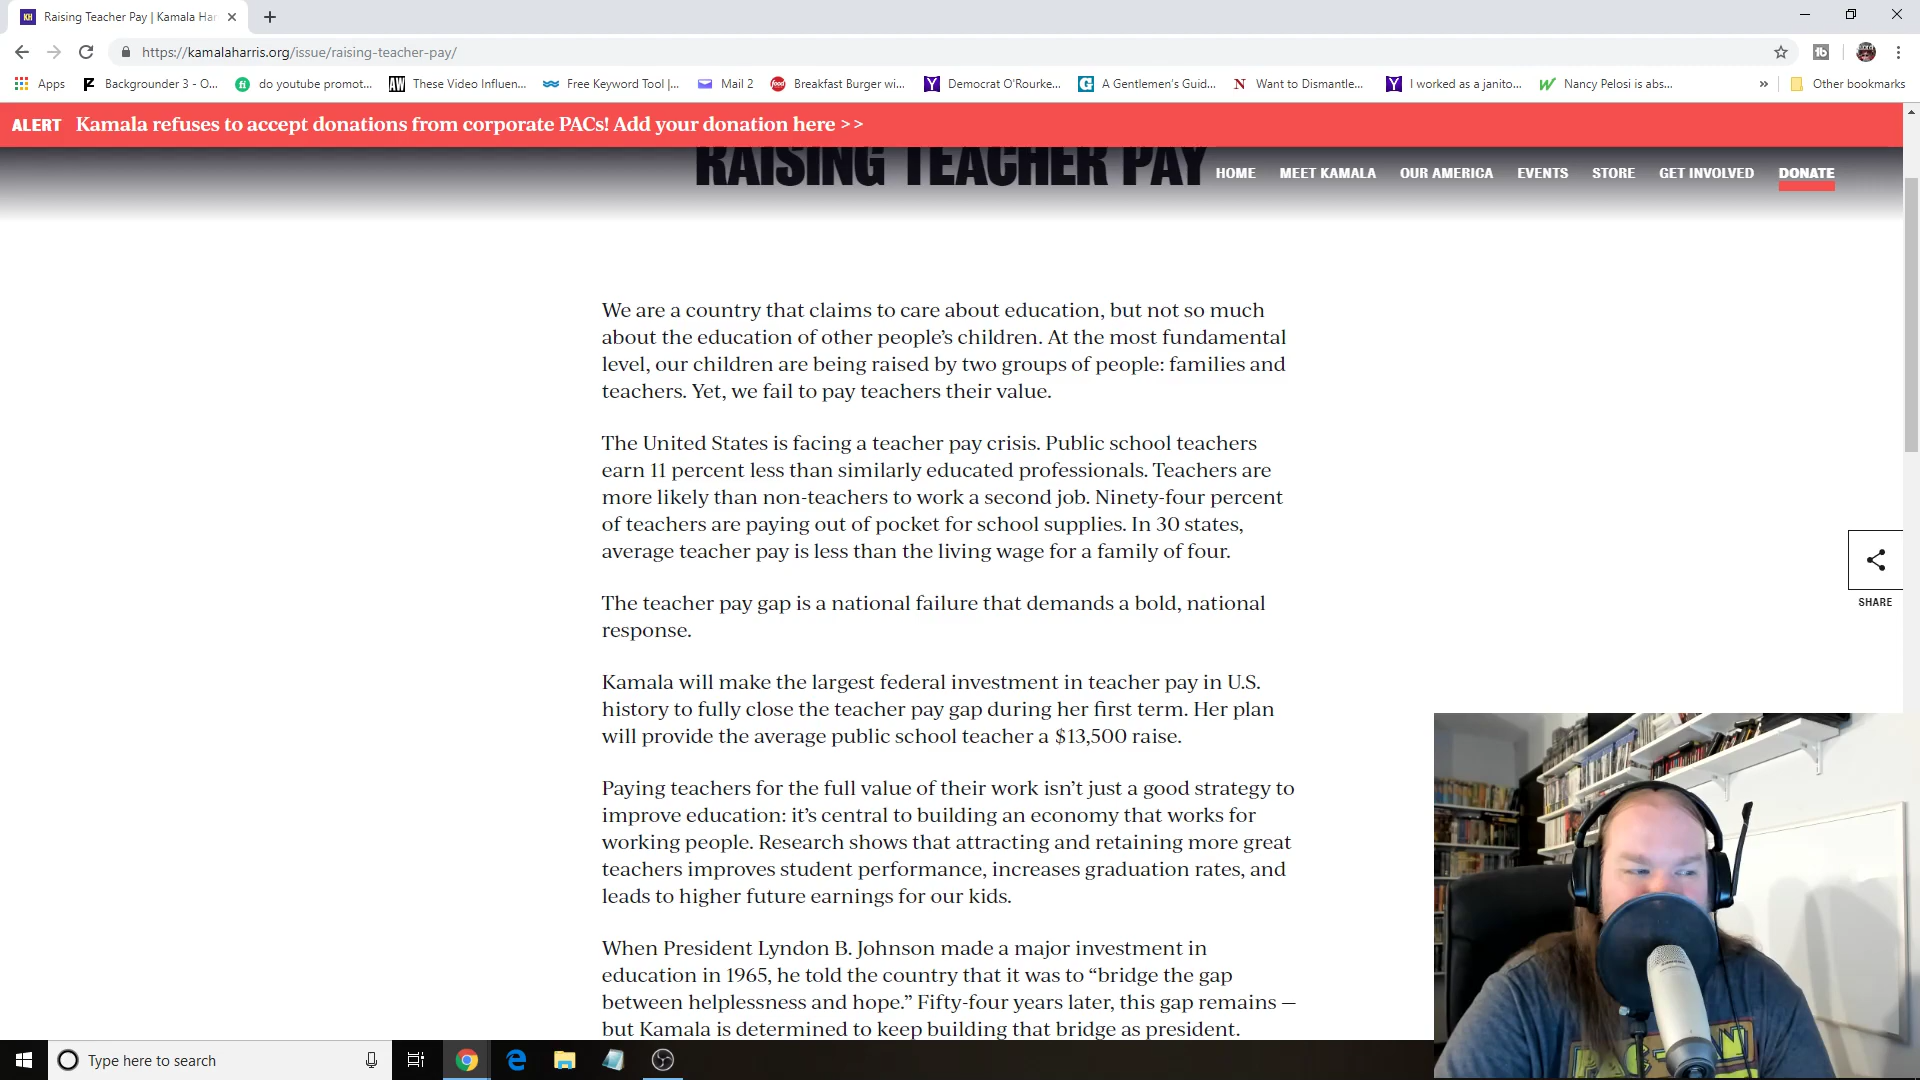 Raising Teacher Pay | Kamala Har
https://kamalaharris.org/issue/raising-teacher-pay/
Apps Backgrounder 3 - O... do youtube promot... These Video Influen... Free Keyword Tool |... Mail 2 Breakfast Burger wi... Democrat O'Rourke... A Gentlemen's Guid... Want to Dismantle... I worked as a janito... Nancy Pelosi is abs... » Other bookmarks
ALERT Kamala refuses to accept donations from corporate PACs! Add your donation here >>
RAISING TEACHER PAY
HOME MEET KAMALA OUR AMERICA EVENTS STORE GET INVOLVED DONATE
We are a country that claims to care about education, but not so much
about the education of other people’s children. At the most fundamental
level, our children are being raised by two groups of people: families and
teachers. Yet, we fail to pay teachers their value.
The United States is facing a teacher pay crisis. Public school teachers
earn 11 percent less than similarly educated professionals. Teachers are
more likely than non-teachers to work a second job. Ninety-four percent
of teachers are paying out of pocket for school supplies. In 30 states,
average teacher pay is less than the living wage for a family of four.
SHARE
The teacher pay gap is a national failure that demands a bold, national
response.
Kamala will make the largest federal investment in teacher pay in U.S.
history to fully close the teacher pay gap during her first term. Her plan
will provide the average public school teacher a $13,500 raise.
Paying teachers for the full value of their work isn’t just a good strategy to
improve education: it’s central to building an economy that works for
working people. Research shows that attracting and retaining more great
teachers improves student performance, increases graduation rates, and
leads to higher future earnings for our kids.
When President Lyndon B. Johnson made a major investment in
education in 1965, he told the country that it was to “bridge the gap
between helplessness and hope.” Fifty-four years later, this gap remains —
but Kamala is determined to keep building that bridge as president.
Type here to search